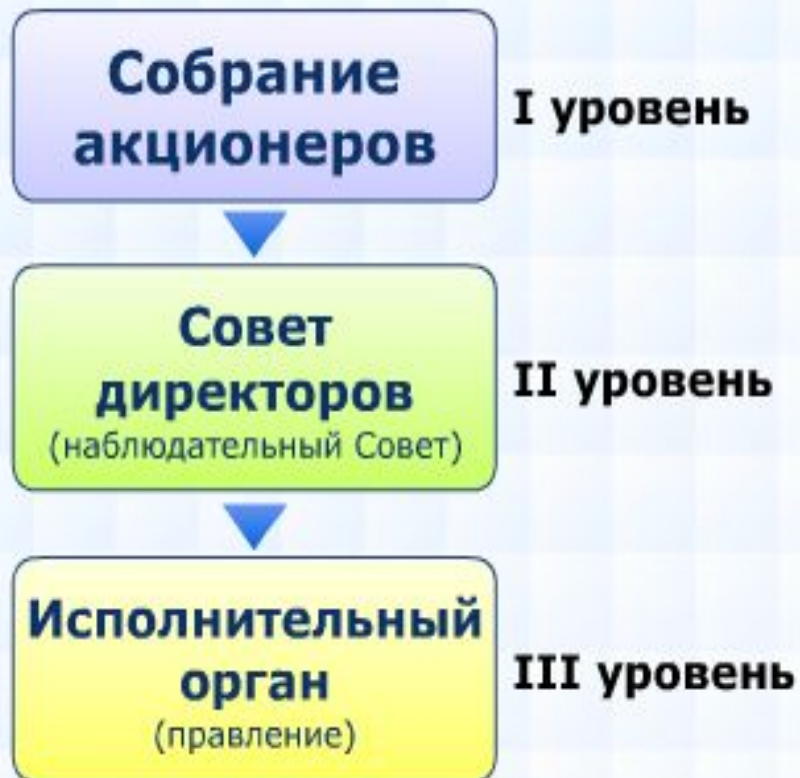 Собрание
акционеров
I уровень
Совет
директоров
(наблюдательный Совет)
II уровень
Исполнительный
орган
(правление)
III уровень